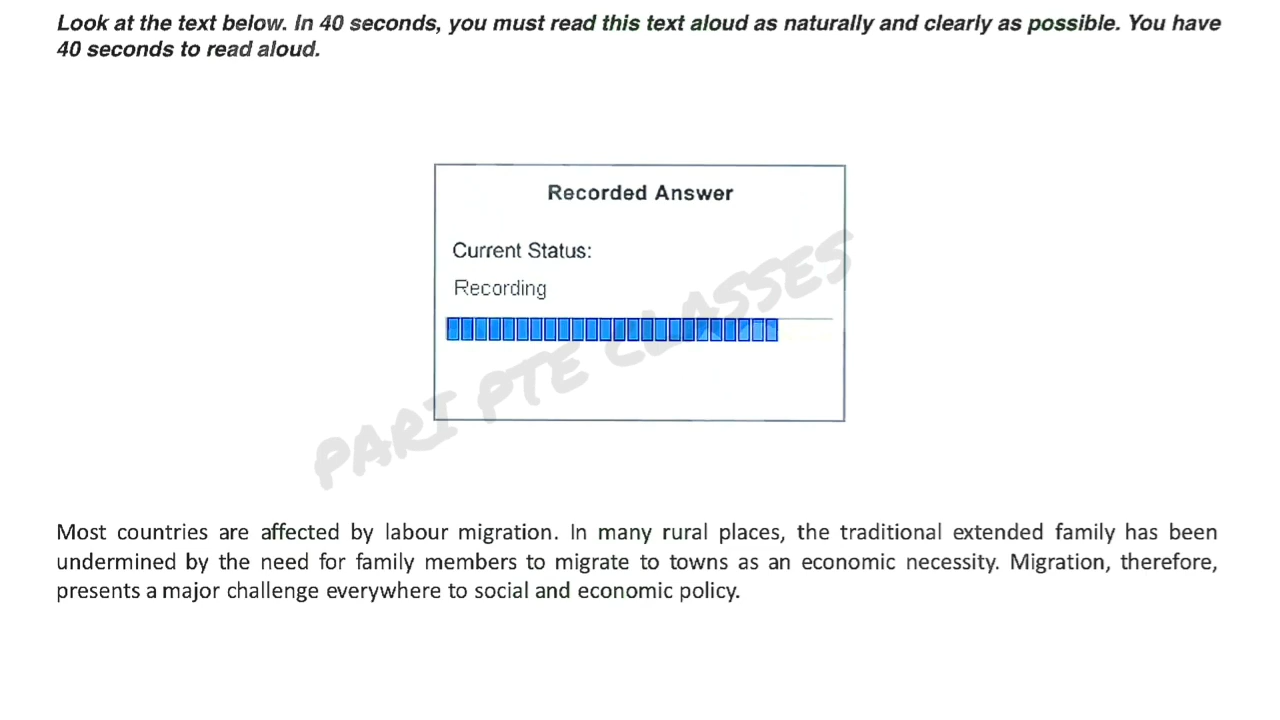 Look at the text below. In 40 seconds, you must read this text aloud as naturally and clearly as possible. You have
40 seconds to read aloud.
Recorded Answer
Current Status:
Recording
PARI PTE CLASSES
Most countries are affected by labour migration. In many rural places, the traditional extended family has been
undermined by the need for family members to migrate to towns as an economic necessity. Migration, therefore,
presents a major challenge everywhere to social and economic policy.